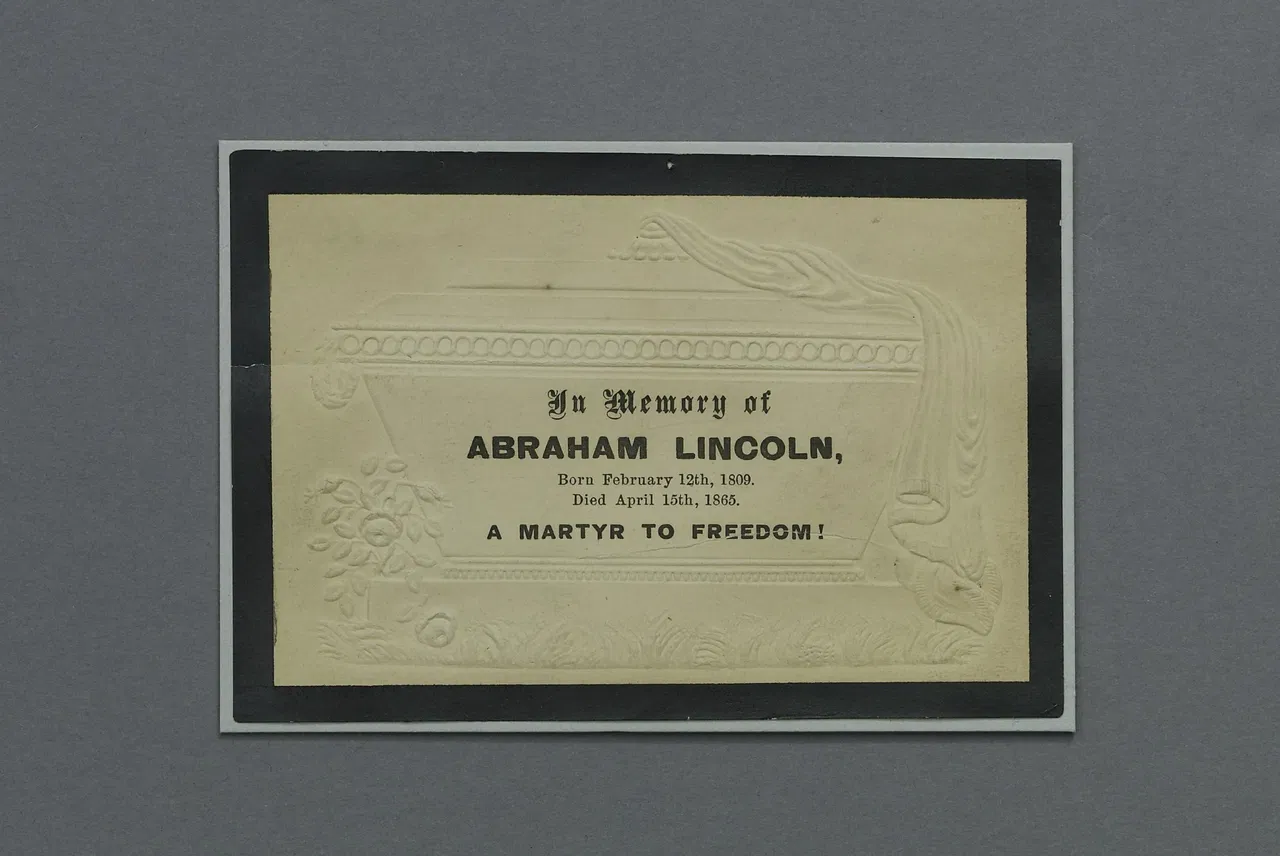 In Memory of
ABRAHAM LINCOLN,
Born February 12th, 1809.
Died April 15th, 1865.
A MARTYR TO FREEDOM!